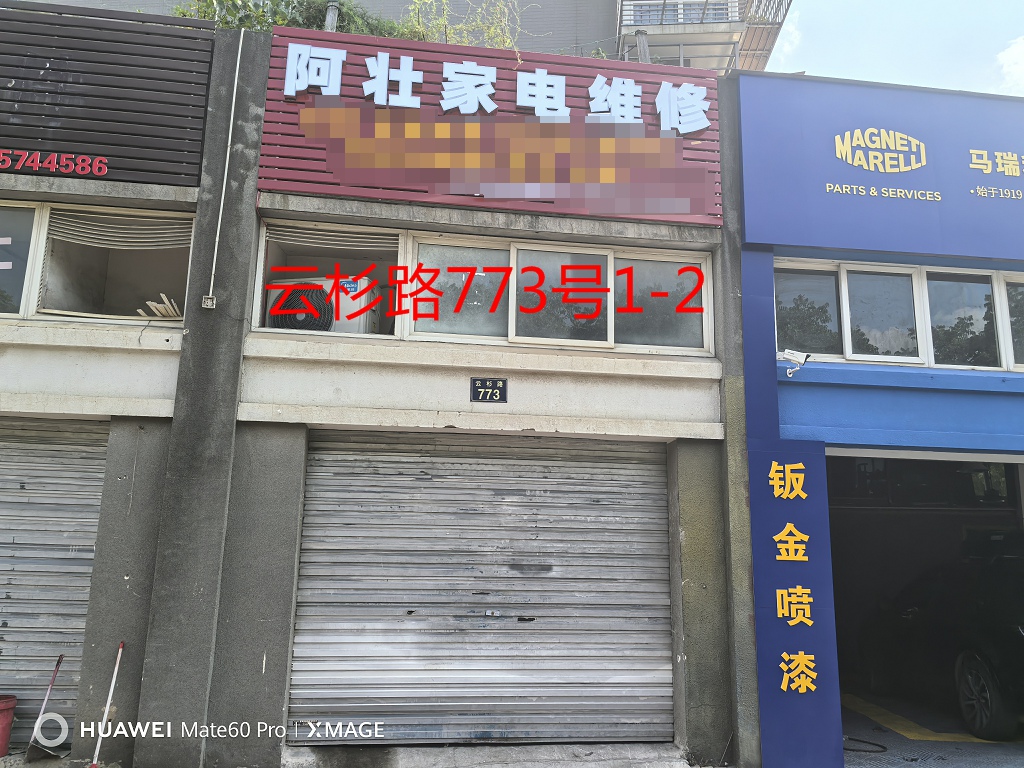 阿壮家电维修
5744586
MAGNETI
MARELLI
PARTS & SERVICES
马瑞
·始于1919
云杉路773号1-2
云杉路
773
钣金喷漆
HUAWEI Mate60 Pro | XMAGE